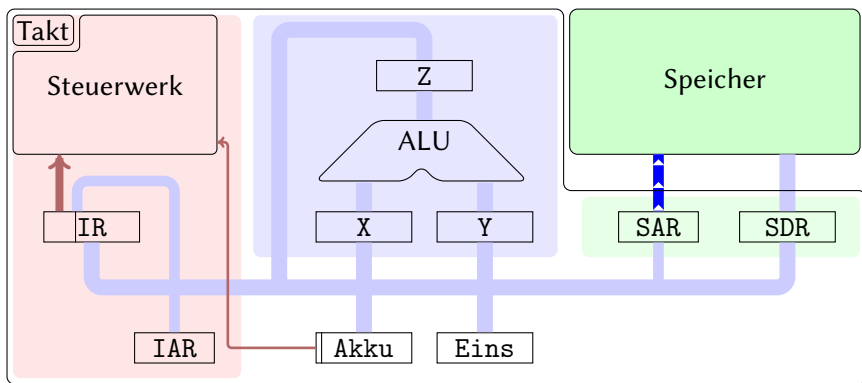 Takt
Steuerwerk
Speicher
Z
ALU
IR
X
Y
SAR
SDR
IAR
Akku
Eins